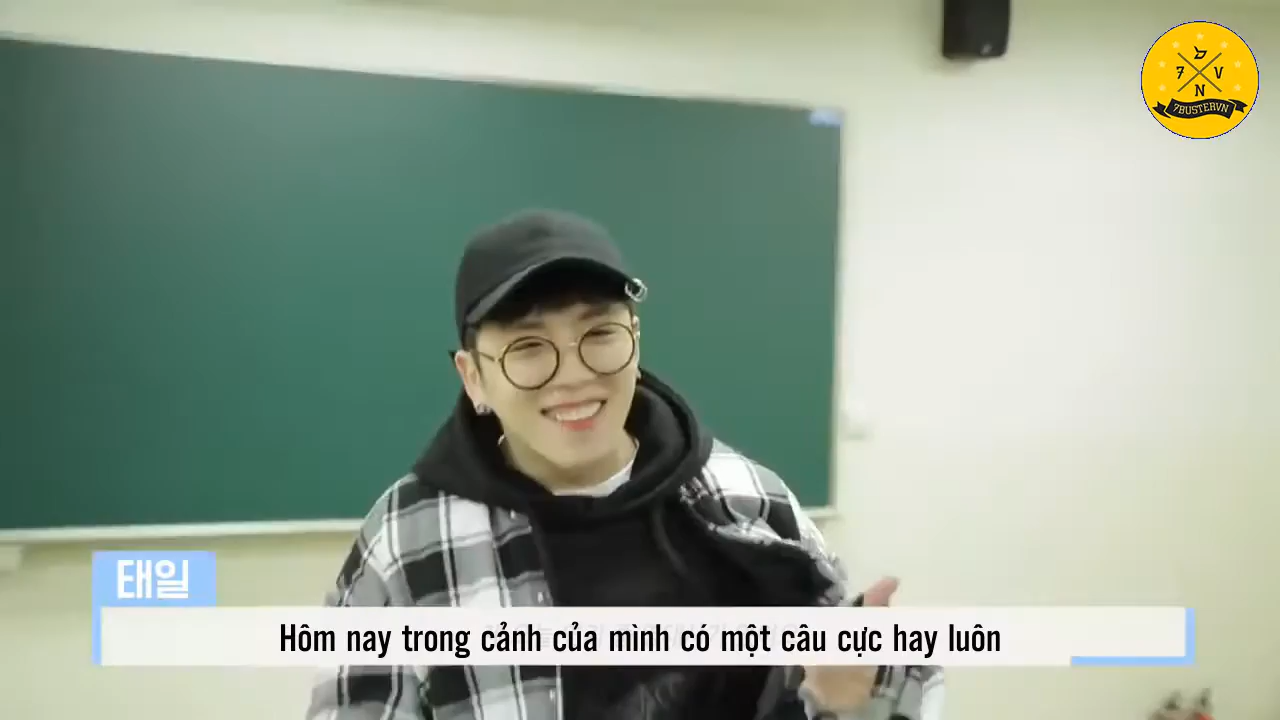 7 V
N
7BUSTERVN
태일
Hôm nay trong cảnh của mình có một câu cực hay luôn